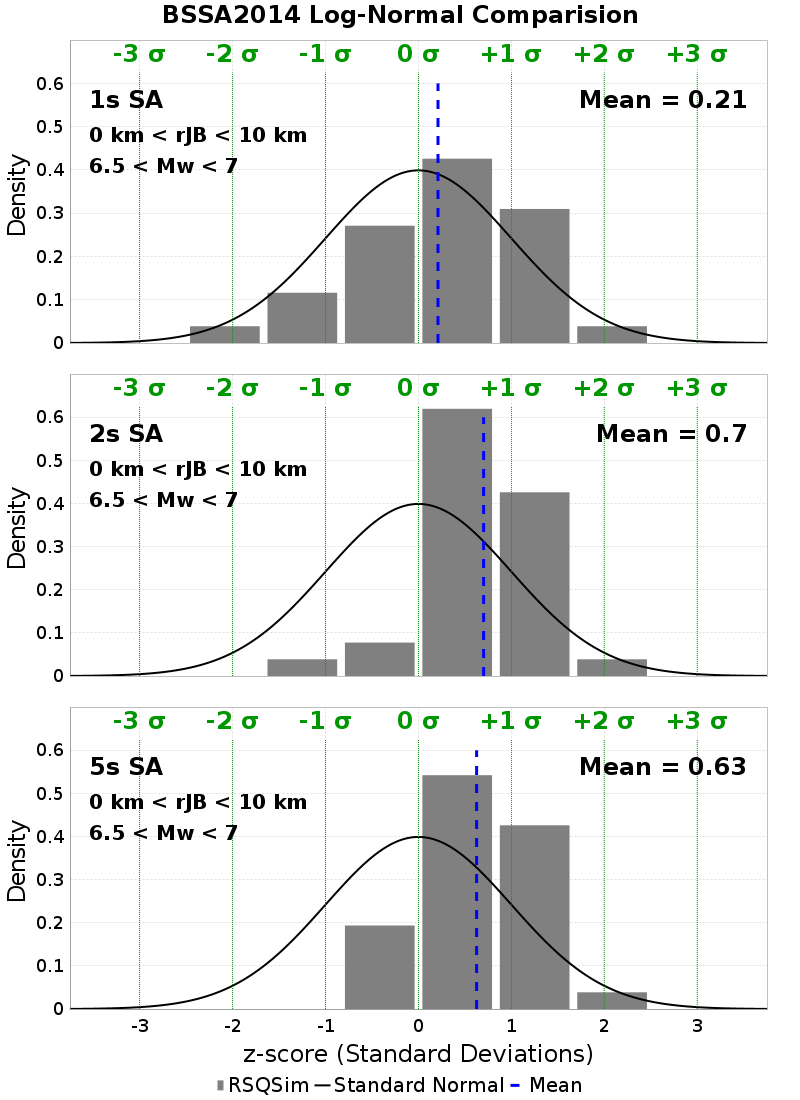 BSSA2014 Log-Normal Comparision
-3 σ -2 σ -1 σ 0 σ +1 σ +2 σ +3 σ
0.6
1s SA Mean = 0.21
0.5
0 km < rJB < 10 km
6.5 < Mw < 7
0.4
0.3
0.2
0.1
0
Density
-3 σ -2 σ -1 σ 0 σ +1 σ +2 σ +3 σ
0.6
2s SA Mean = 0.7
0.5
0 km < rJB < 10 km
6.5 < Mw < 7
0.4
0.3
0.2
0.1
0
Density
-3 σ -2 σ -1 σ 0 σ +1 σ +2 σ +3 σ
0.6
5s SA Mean = 0.63
0.5
0 km < rJB < 10 km
6.5 < Mw < 7
0.4
0.3
0.2
0.1
0
Density
-3 -2 -1 0 1 2 3
z-score (Standard Deviations)
RSQSim Standard Normal Mean